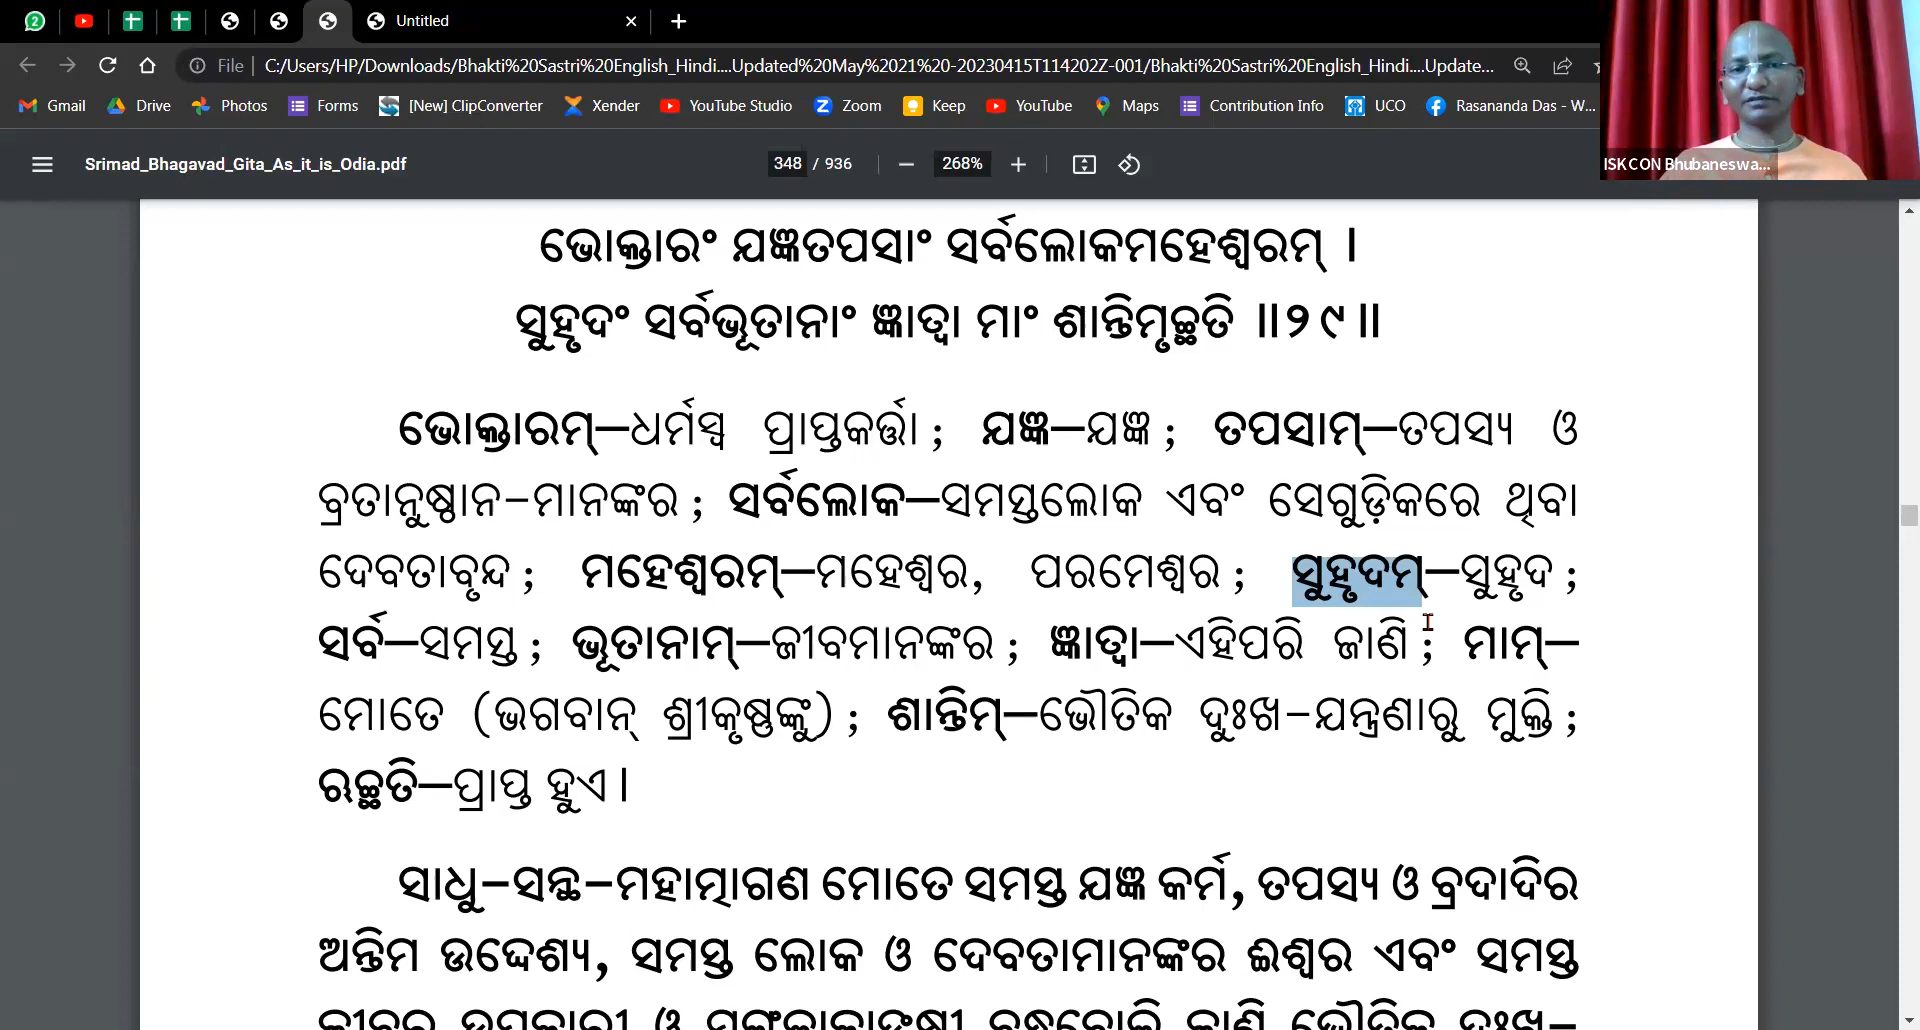 2
Untitled
File
C:/Users/HP/Downloads/Bhakti%20Sastri%20English_Hindi....Updated%20May%2021%20-20230415T114202Z-001/Bhakti%20Sastri%20English_Hindi....Update...
Gmail Drive Photos Forms [New] ClipConverter Xender YouTube Studio Zoom Keep YouTube Maps Contribution Info UCO Rasananda Das - W...
ISKCON Bhubaneswa...
Srimad_Bhagavad_Gita_As_it_is_Odia.pdf 348 / 936 268%
ଭୋକ୍ତାରଂ ଯଜ୍ଞତପସାଂ ସର୍ବଲୋକମହେଶ୍ୱରମ୍ ।
ସୁହୃଦଂ ସର୍ବଭୂତାନାଂ ଜ୍ଞାତ୍ୱା ମାଂ ଶାନ୍ତିମୃଚ୍ଛତି ॥୨୯॥
ଭୋକ୍ତାରମ୍—ଧର୍ମସ୍ୱ ପ୍ରାପ୍ତକର୍ତ୍ତା; ଯଜ୍ଞ—ଯଜ୍ଞ; ତପସାମ୍—ତପସ୍ୟ ଓ
ବ୍ରତାନୁଷ୍ଠାନ-ମାନଙ୍କର; ସର୍ବଲୋକ—ସମସ୍ତଲୋକ ଏବଂ ସେଗୁଡ଼ିକରେ ଥିବା
ଦେବତାବୃନ୍ଦ; ମହେଶ୍ୱରମ୍—ମହେଶ୍ୱର, ପରମେଶ୍ୱର; ସୁହୃଦମ୍—ସୁହୃଦ;
ସର୍ବ—ସମସ୍ତ; ଭୂତାନାମ୍—ଜୀବମାନଙ୍କର; ଜ୍ଞାତ୍ୱା—ଏହିପରି ଜାଣି; ମାମ୍—
ମୋତେ (ଭଗବାନ୍ ଶ୍ରୀକୃଷ୍ଣଙ୍କୁ); ଶାନ୍ତିମ୍—ଭୌତିକ ଦୁଃଖ-ଯନ୍ତ୍ରଣାରୁ ମୁକ୍ତି;
ଋଚ୍ଛତି—ପ୍ରାପ୍ତ ହୁଏ।
ସାଧୁ-ସନ୍ଥ-ମହାତ୍ମାଗଣ ମୋତେ ସମସ୍ତ ଯଜ୍ଞ କର୍ମ, ତପସ୍ୟ ଓ ବ୍ରଦାଦିର
ଅନ୍ତିମ ଉଦ୍ଦେଶ୍ୟ, ସମସ୍ତ ଲୋକ ଓ ଦେବତାମାନଙ୍କର ଈଶ୍ୱର ଏବଂ ସମସ୍ତ